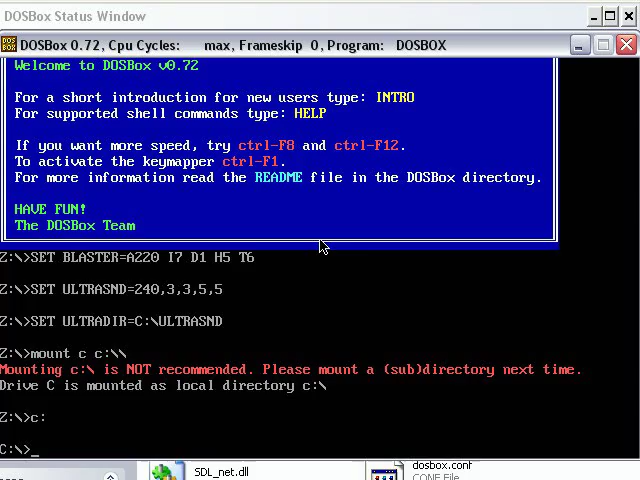 DOSBox Status Window
DOSBox 0.72, Cpu Cycles: max, Frameskip 0, Program: DOSBOX
Welcome to DOSBox v0.72
For a short introduction for new users type: INTRO
For supported shell commands type: HELP
If you want more speed, try ctrl-F8 and ctrl-F12.
To activate the keymapper ctrl-F1.
For more information read the README file in the DOSBox directory.
HAVE FUN!
The DOSBox Team
Z:\>SET BLASTER=A220 I7 D1 H5 T6
Z:\>SET ULTRASND=240,3,3,5,5
Z:\>SET ULTRADIR=C:\ULTRASND
Z:\>mount c c:\\
Mounting c:\ is NOT recommended. Please mount a (sub)directory next time.
Drive C is mounted as local directory c:\
Z:\>c:
C:\>_
SDL_net.dll
dosbox.conf
CONF File